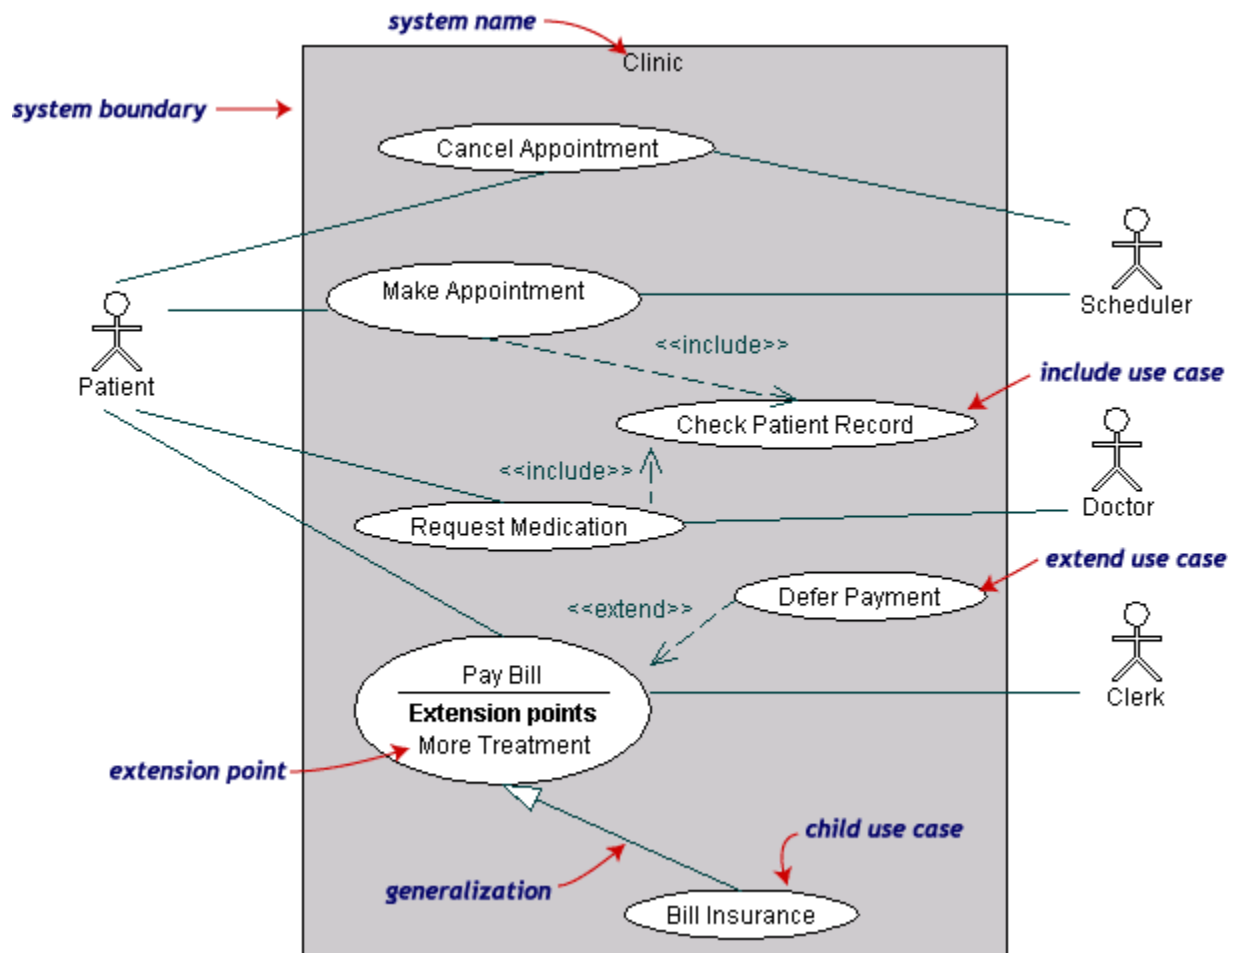 system name
Clinic
system boundary
Cancel Appointment
Make Appointment
Scheduler
<<include>>
Patient
include use case
Check Patient Record
<<include>>
Doctor
Request Medication
extend use case
Defer Payment
<<extend>>
Pay Bill
Clerk
Extension points
More Treatment
extension point
child use case
generalization
Bill Insurance